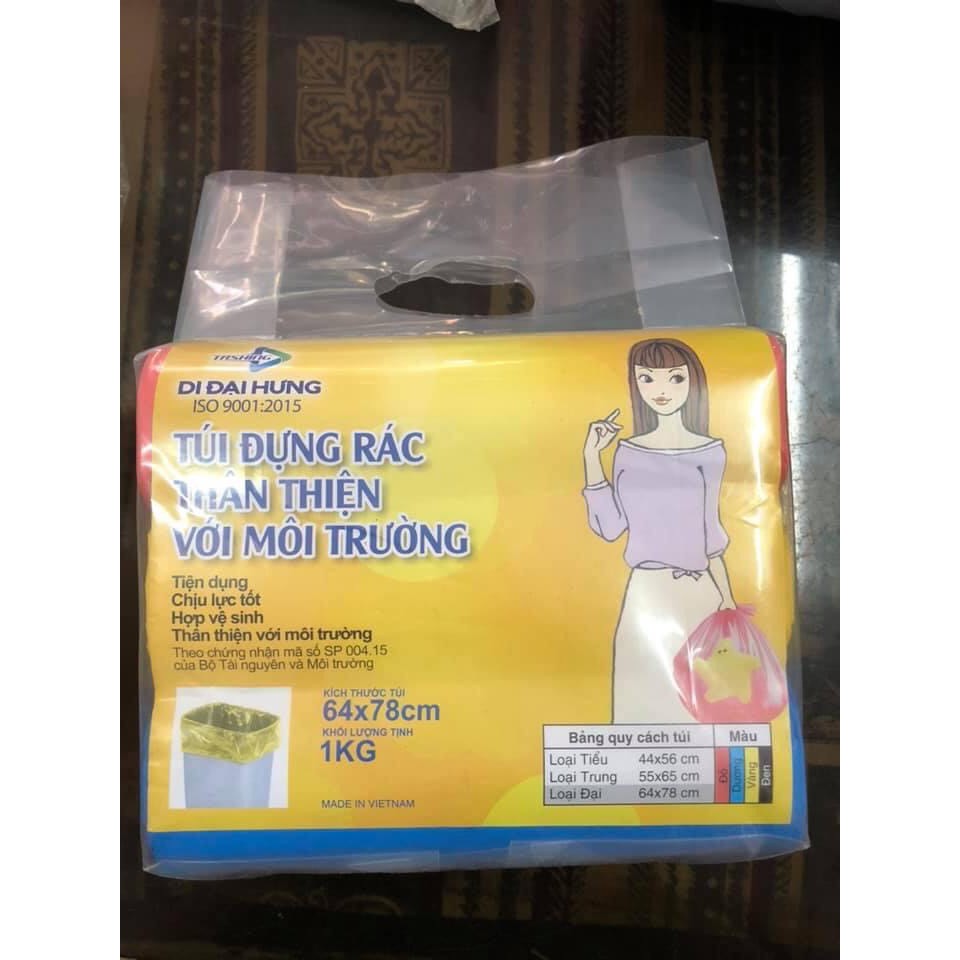 TASHING
DI ĐẠI HƯNG
ISO 9001:2015
TÚI ĐỰNG RÁC
THÂN THIỆN
VỚI MÔI TRƯỜNG
Tiện dụng
Chịu lực tốt
Hợp vệ sinh
Thân thiện với môi trường
Theo chứng nhận mã số SP 004.15
của Bộ Tài nguyên và Môi trường
KÍCH THƯỚC TÚI
64x78cm
KHỐI LƯỢNG TỊNH
1KG
MADE IN VIETNAM
Bảng quy cách túi Màu
Loại Tiểu 44x56 cm
Loại Trung 55x65 cm
Loại Đại 64x78 cm
Đỏ
Dương
Vàng
Đen